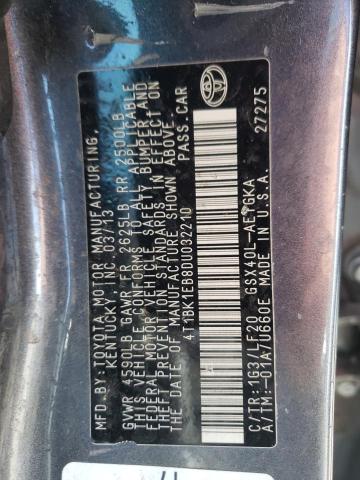 MFD. BY: TOYOTA MOTOR MANUFACTURING,
KENTUCKY, INC. 03/13
GVWR 4590LB GAWR FR 2625LB RR 2500LB
THIS VEHICLE CONFORMS TO ALL APPLICABLE
FEDERAL MOTOR VEHICLE SAFETY, BUMPER AND
THEFT PREVENTION STANDARDS IN EFFECT ON
THE DATE OF MANUFACTURE SHOWN ABOVE.
4T1BK1EB8DU032210 PASS. CAR
C/TR:1G3/LF20 GSX40L-AETGKA
A/TM:-01A/U660E MADE IN U.S.A.
27275